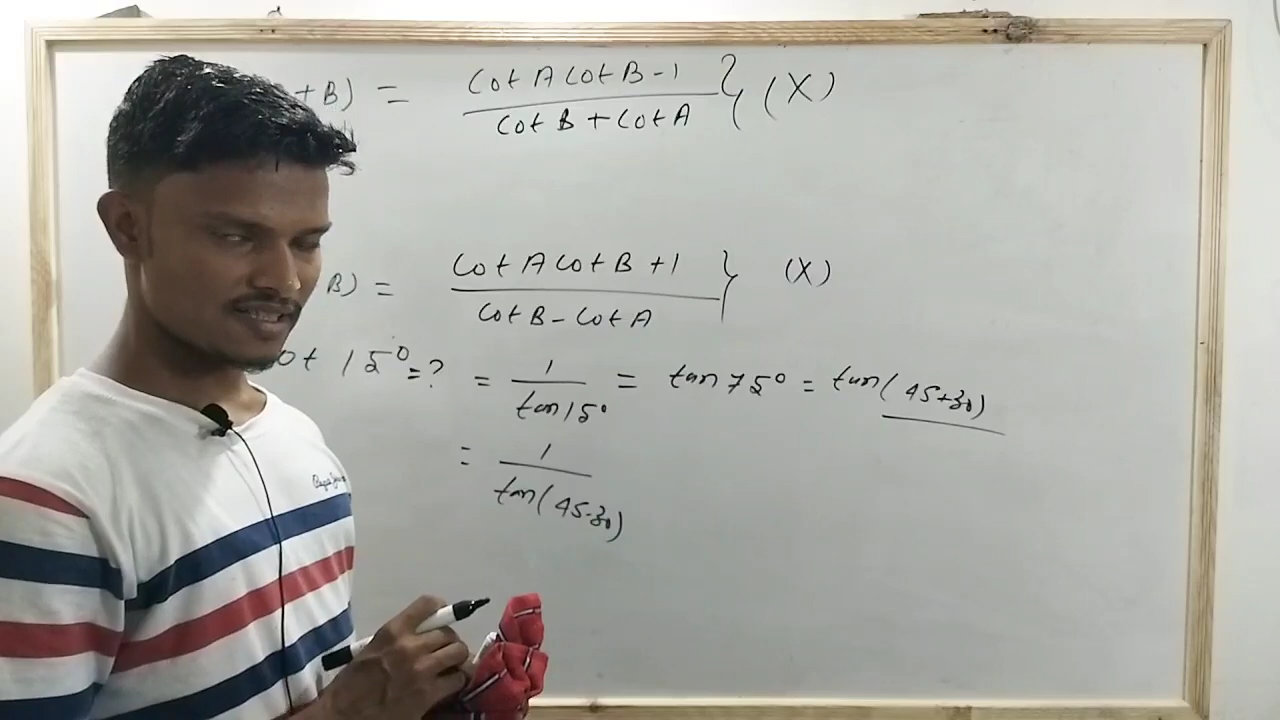 +B) = Cot A Cot B - 1 / Cot B + Cot A } (X)
B) = Cot A Cot B + 1 / Cot B - Cot A } (X)
ot 15° = ? = 1 / tan 15° = tan 75° = tan( 45+30)
= 1 / tan( 45-30)